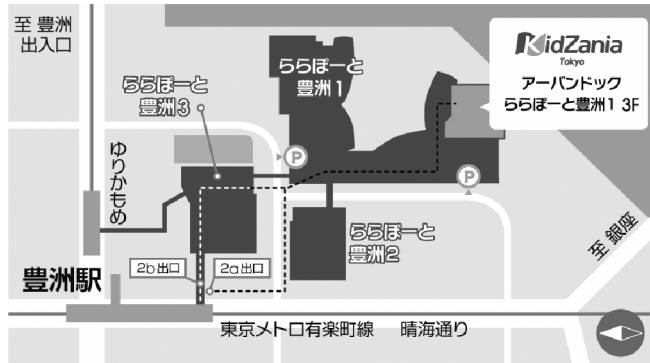 至 豊洲
出入口
KidZania
Tokyo
アーバンドック
ららぽーと豊洲1 3F
ららぽーと
豊洲1
ららぽーと
豊洲3
P
ゆりかもめ
P
ららぽーと
豊洲2
至 銀座
2b出口
2a出口
豊洲駅
東京メトロ有楽町線 晴海通り